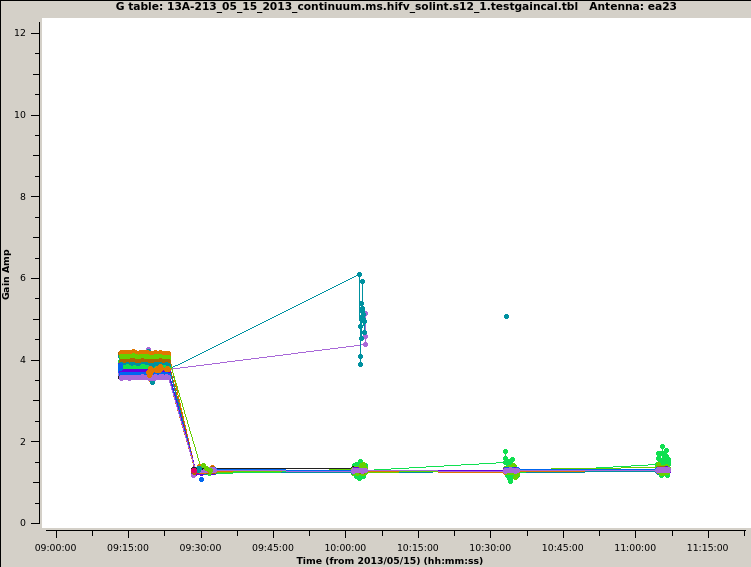 G table: 13A-213_05_15_2013_continuum.ms.hifv_solint.s12_1.testgaincal.tbl   Antenna: ea23
12
10
8
6
4
2
0
Gain Amp
09:00:00 09:15:00 09:30:00 09:45:00 10:00:00 10:15:00 10:30:00 10:45:00 11:00:00 11:15:00
Time (from 2013/05/15) (hh:mm:ss)